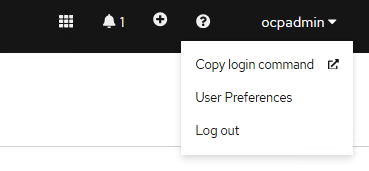 1
ocpadmin
Copy login command
User Preferences
Log out